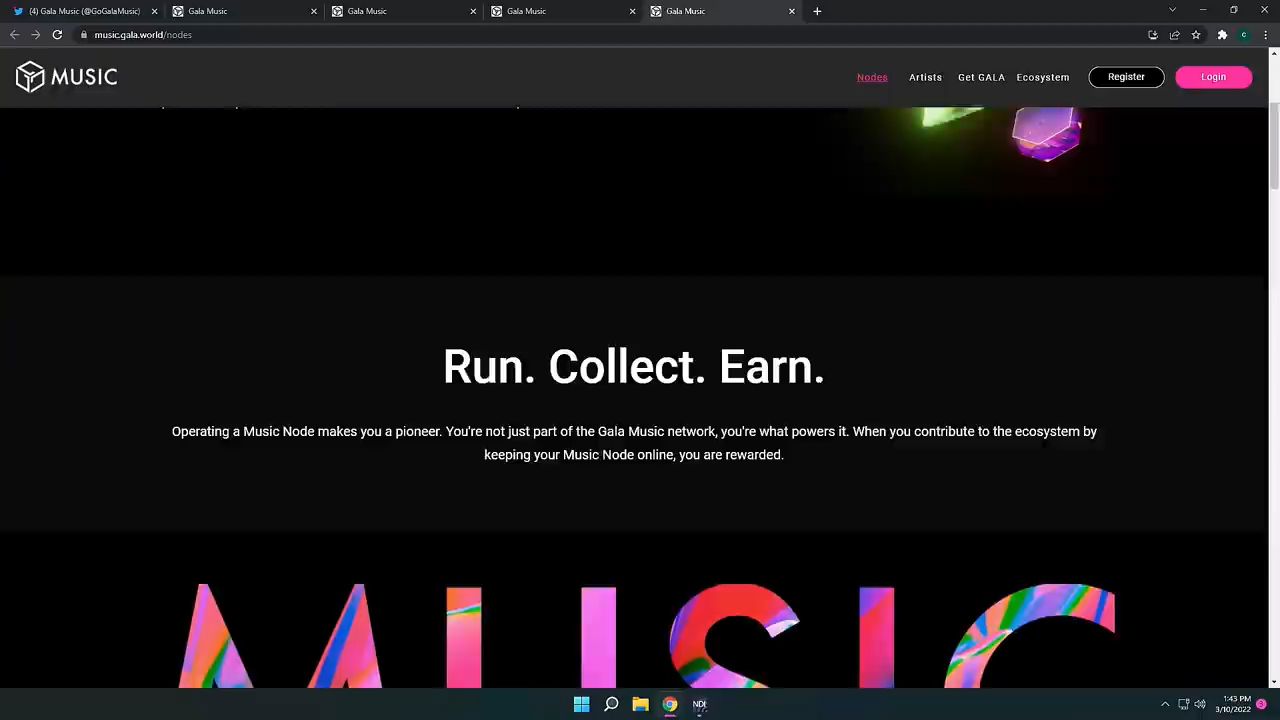 (4) Gala Music (@GoGalaMusic)
Gala Music
Gala Music
Gala Music
Gala Music
music.gala.world/nodes
MUSIC
Nodes
Artists
Get GALA
Ecosystem
Register
Login
Run. Collect. Earn.
Operating a Music Node makes you a pioneer. You're not just part of the Gala Music network, you're what powers it. When you contribute to the ecosystem by
keeping your Music Node online, you are rewarded.
MUSIC
1:43 PM
3/10/2022